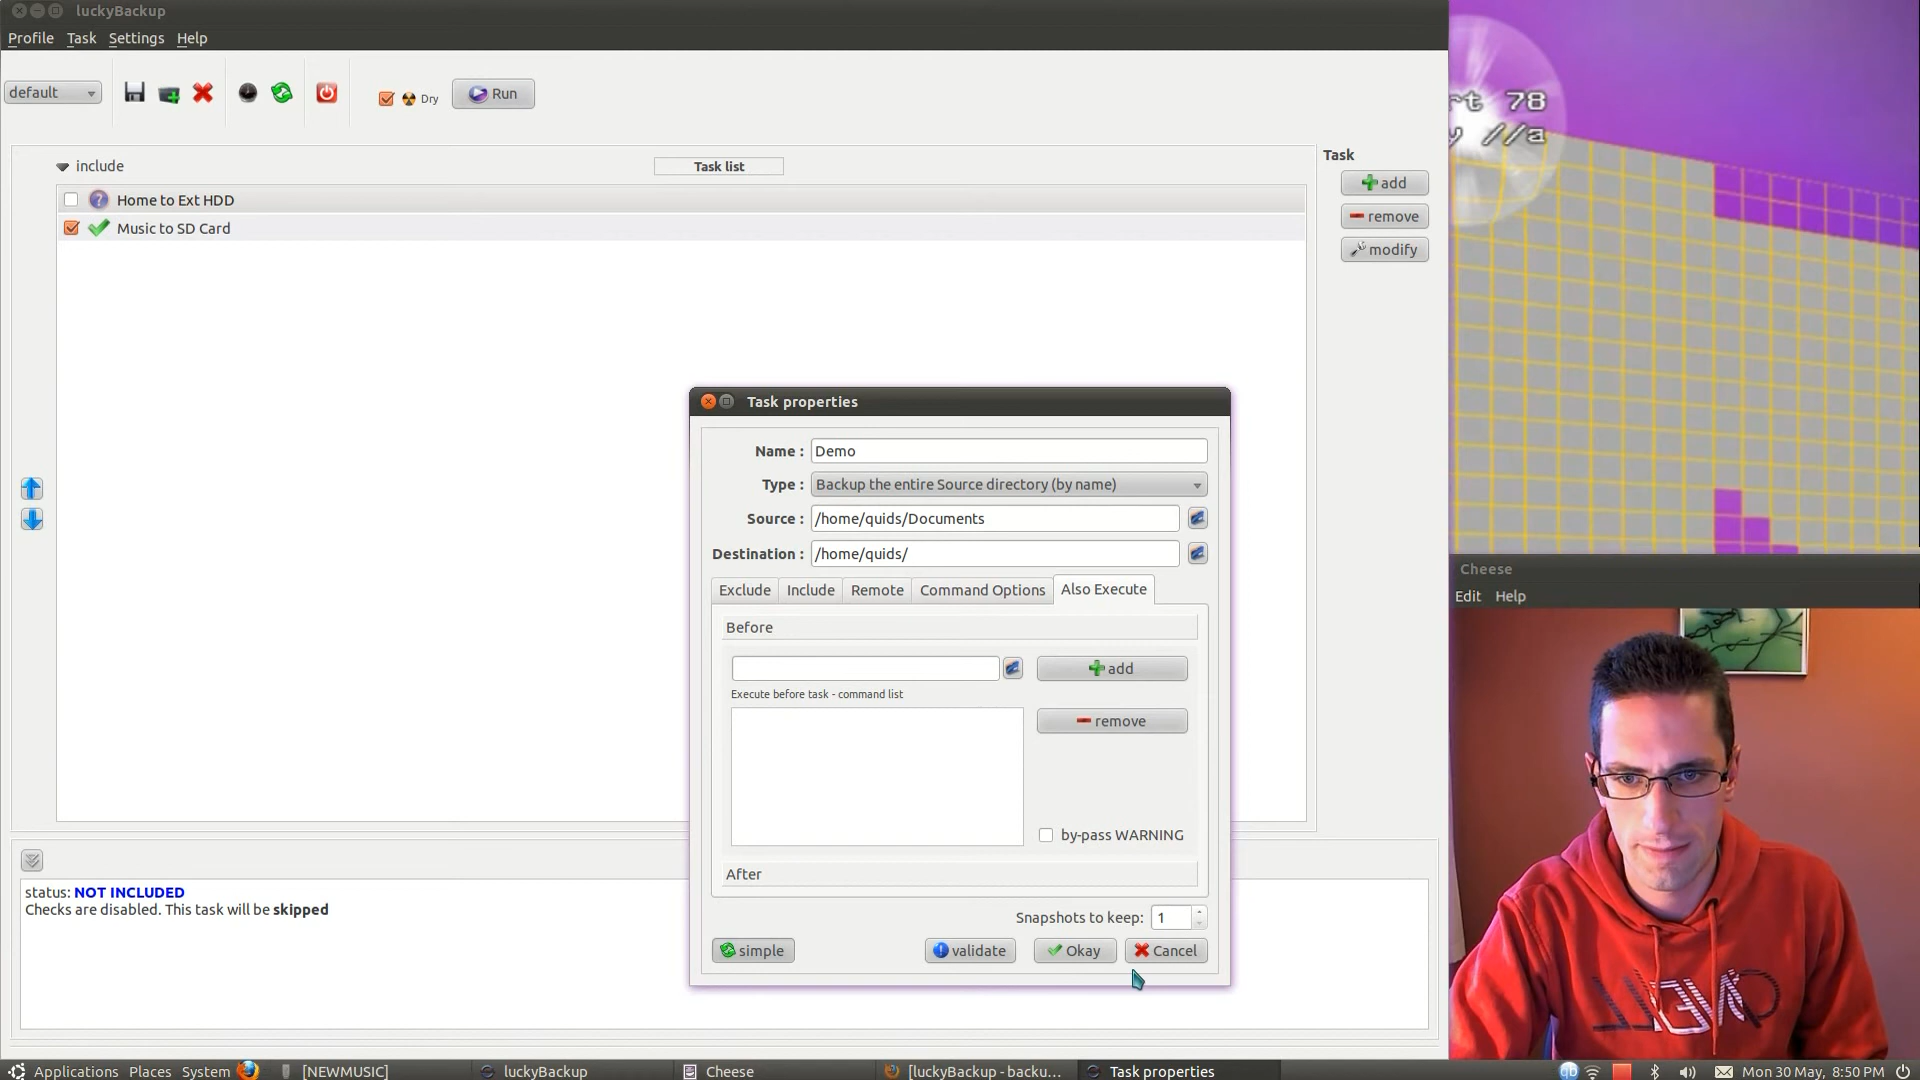 luckyBackup
Profile Task Settings Help
default
Dry
Run
include
Task list
Home to Ext HDD
Music to SD Card
Task
add
remove
modify
rt 78
y //a
Task properties
Name : Demo
Type : Backup the entire Source directory (by name)
Source : /home/quids/Documents
Destination : /home/quids/
Exclude Include Remote Command Options Also Execute
Before
add
Execute before task - command list
remove
by-pass WARNING
After
Snapshots to keep: 1
simple validate Okay Cancel
status: NOT INCLUDED
Checks are disabled. This task will be skipped
Cheese
Edit Help
Applications Places System [NEWMUSIC] luckyBackup Cheese [luckyBackup - backu... Task properties Mon 30 May, 8:50 PM